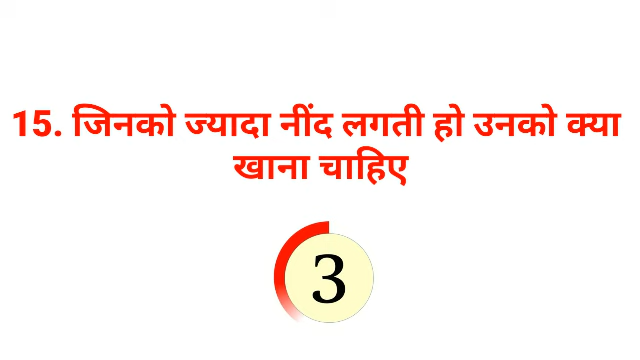 15. जिनको ज्यादा नींद लगती हो उनको क्या
खाना चाहिए
3